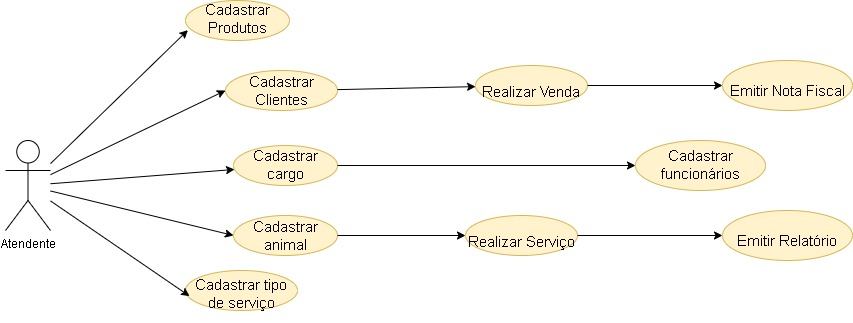 Cadastrar
Produtos
Cadastrar
Clientes
Realizar Venda
Emitir Nota Fiscal
Cadastrar
cargo
Cadastrar
funcionários
Atendente
Cadastrar
animal
Realizar Serviço
Emitir Relatório
Cadastrar tipo
de serviço